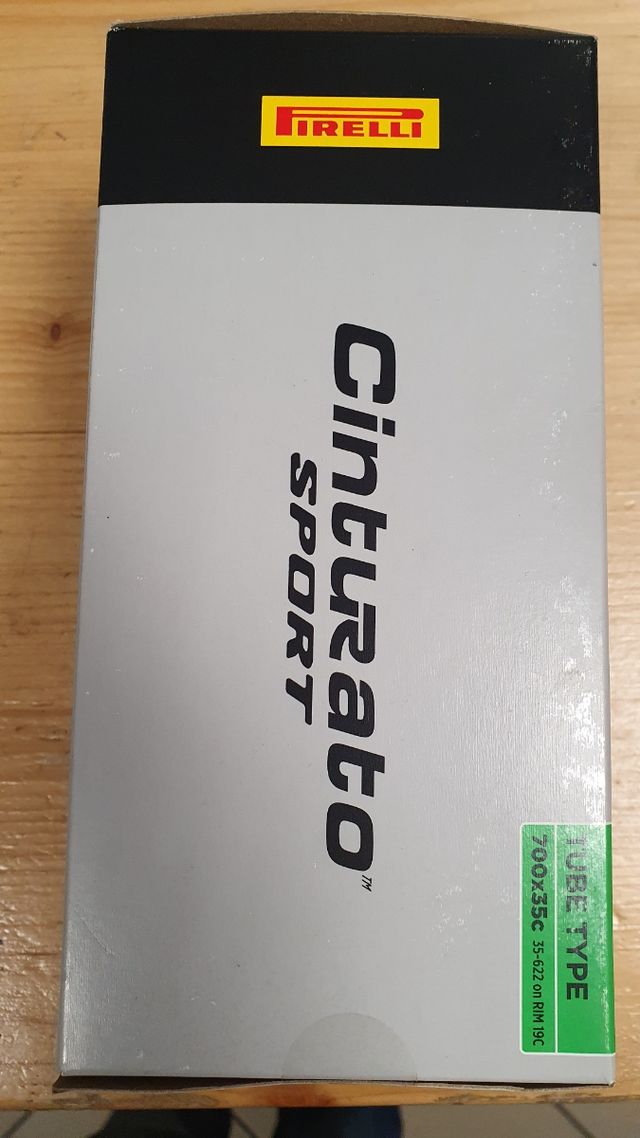 PIRELLI
Cinturato™
SPORT
TUBE TYPE
700x35c 35-622 on RIM 19C